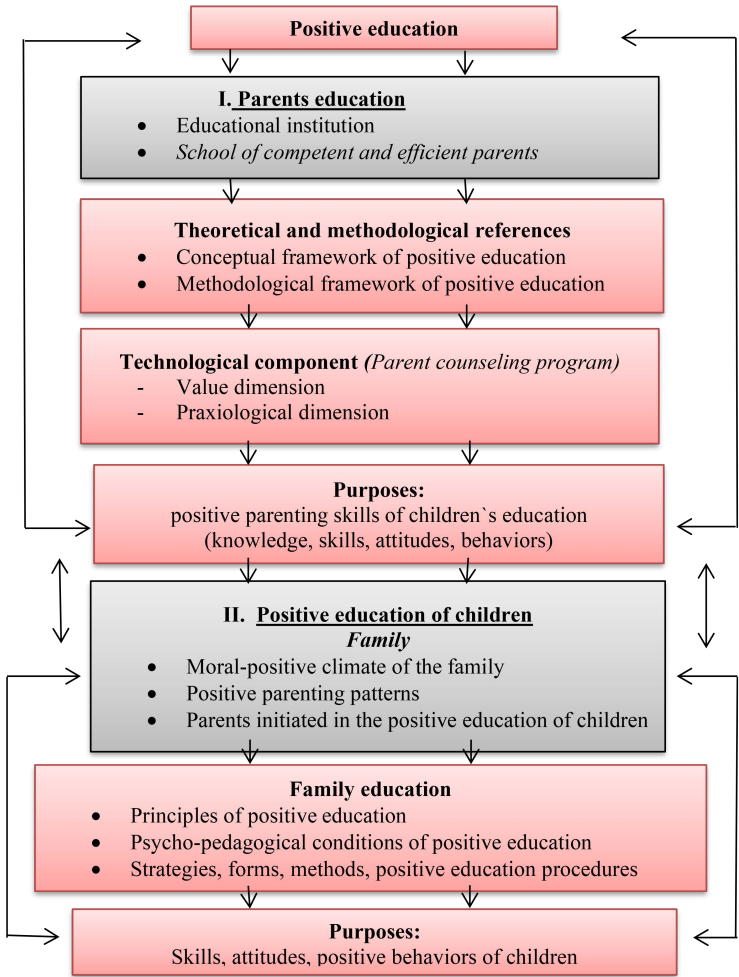 Positive education
I. Parents education
• Educational institution
• School of competent and efficient parents
Theoretical and methodological references
• Conceptual framework of positive education
• Methodological framework of positive education
Technological component (Parent counseling program)
- Value dimension
- Praxiological dimension
Purposes:
positive parenting skills of children`s education
(knowledge, skills, attitudes, behaviors)
II. Positive education of children
Family
• Moral-positive climate of the family
• Positive parenting patterns
• Parents initiated in the positive education of children
Family education
• Principles of positive education
• Psycho-pedagogical conditions of positive education
• Strategies, forms, methods, positive education procedures
Purposes:
Skills, attitudes, positive behaviors of children